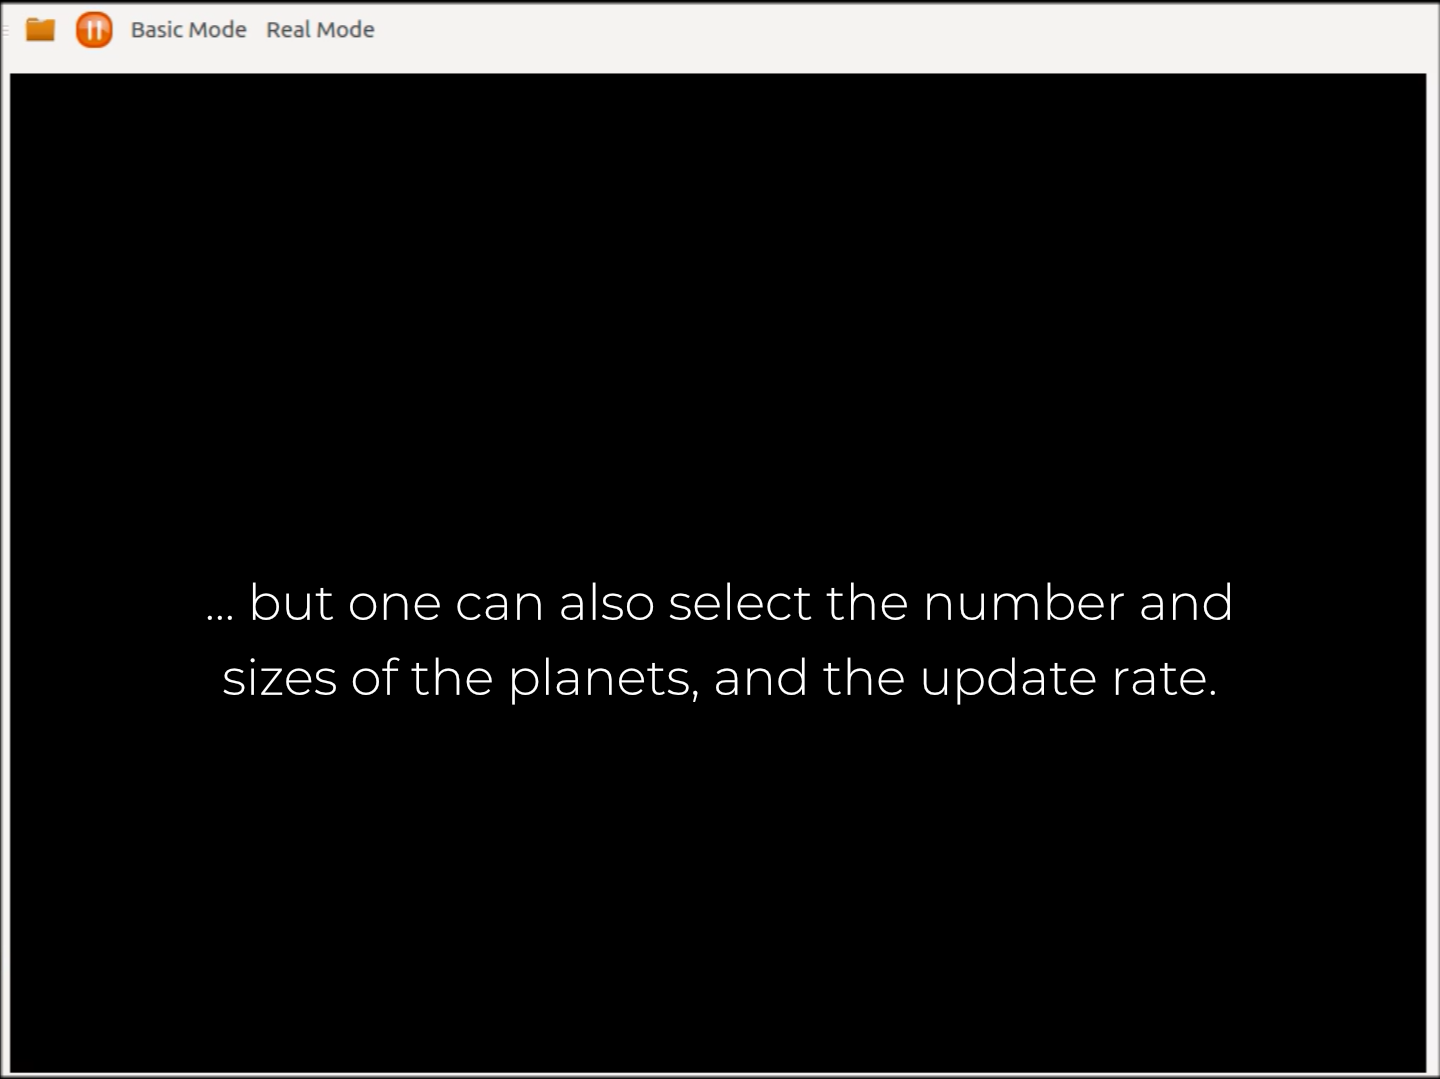 Basic Mode Real Mode
... but one can also select the number and
sizes of the planets, and the update rate.